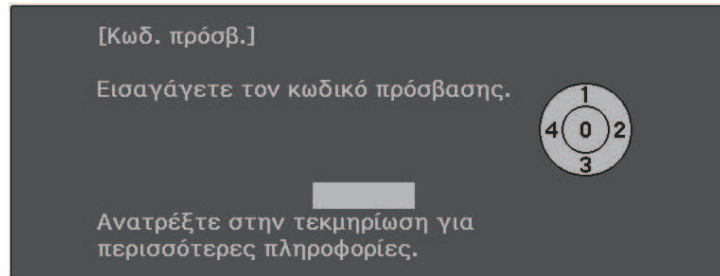 [Κωδ. πρόσβ.]
Εισαγάγετε τον κωδικό πρόσβασης.
1
4 0 2
3
Ανατρέξτε στην τεκμηρίωση για
περισσότερες πληροφορίες.